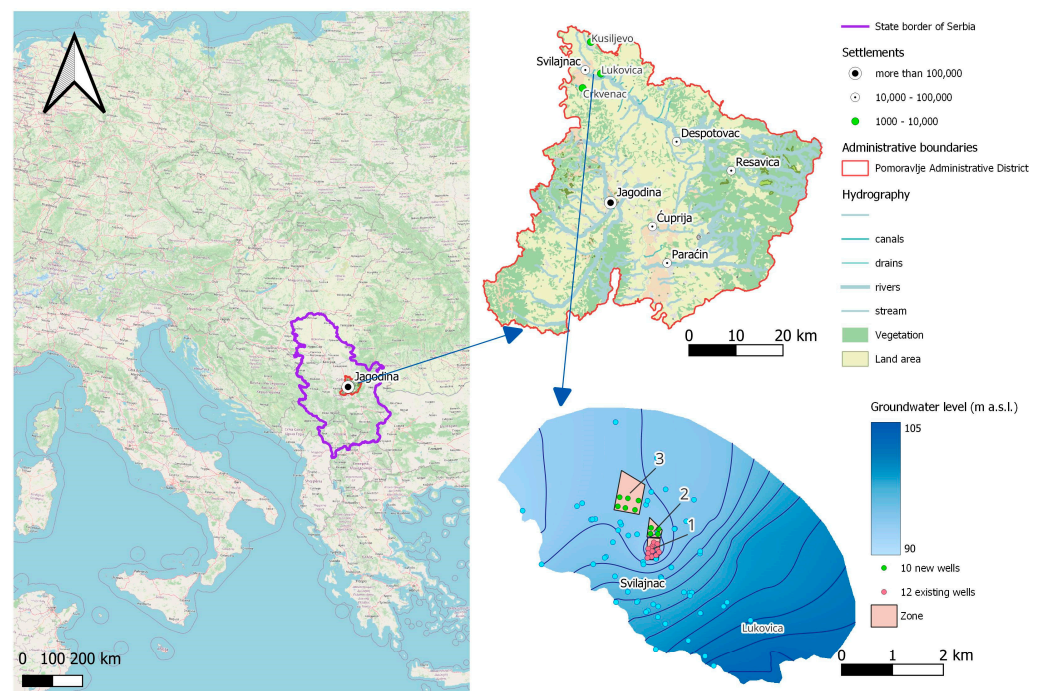 Jagodina
0 100 200 km
Kusiljevo
Svilajnac
Lukovica
Crkvenac
Despotovac
Resavica
Jagodina
Ćuprija
Paraćin
0 10 20 km
State border of Serbia
Settlements
more than 100,000
10,000 - 100,000
1000 - 10,000
Administrative boundaries
Pomoravlje Administrative District
Hydrography
canals
drains
rivers
stream
Vegetation
Land area
3
2
1
Svilajnac
Lukovica
Groundwater level (m a.s.l.)
105
90
10 new wells
12 existing wells
Zone
0 1 2 km